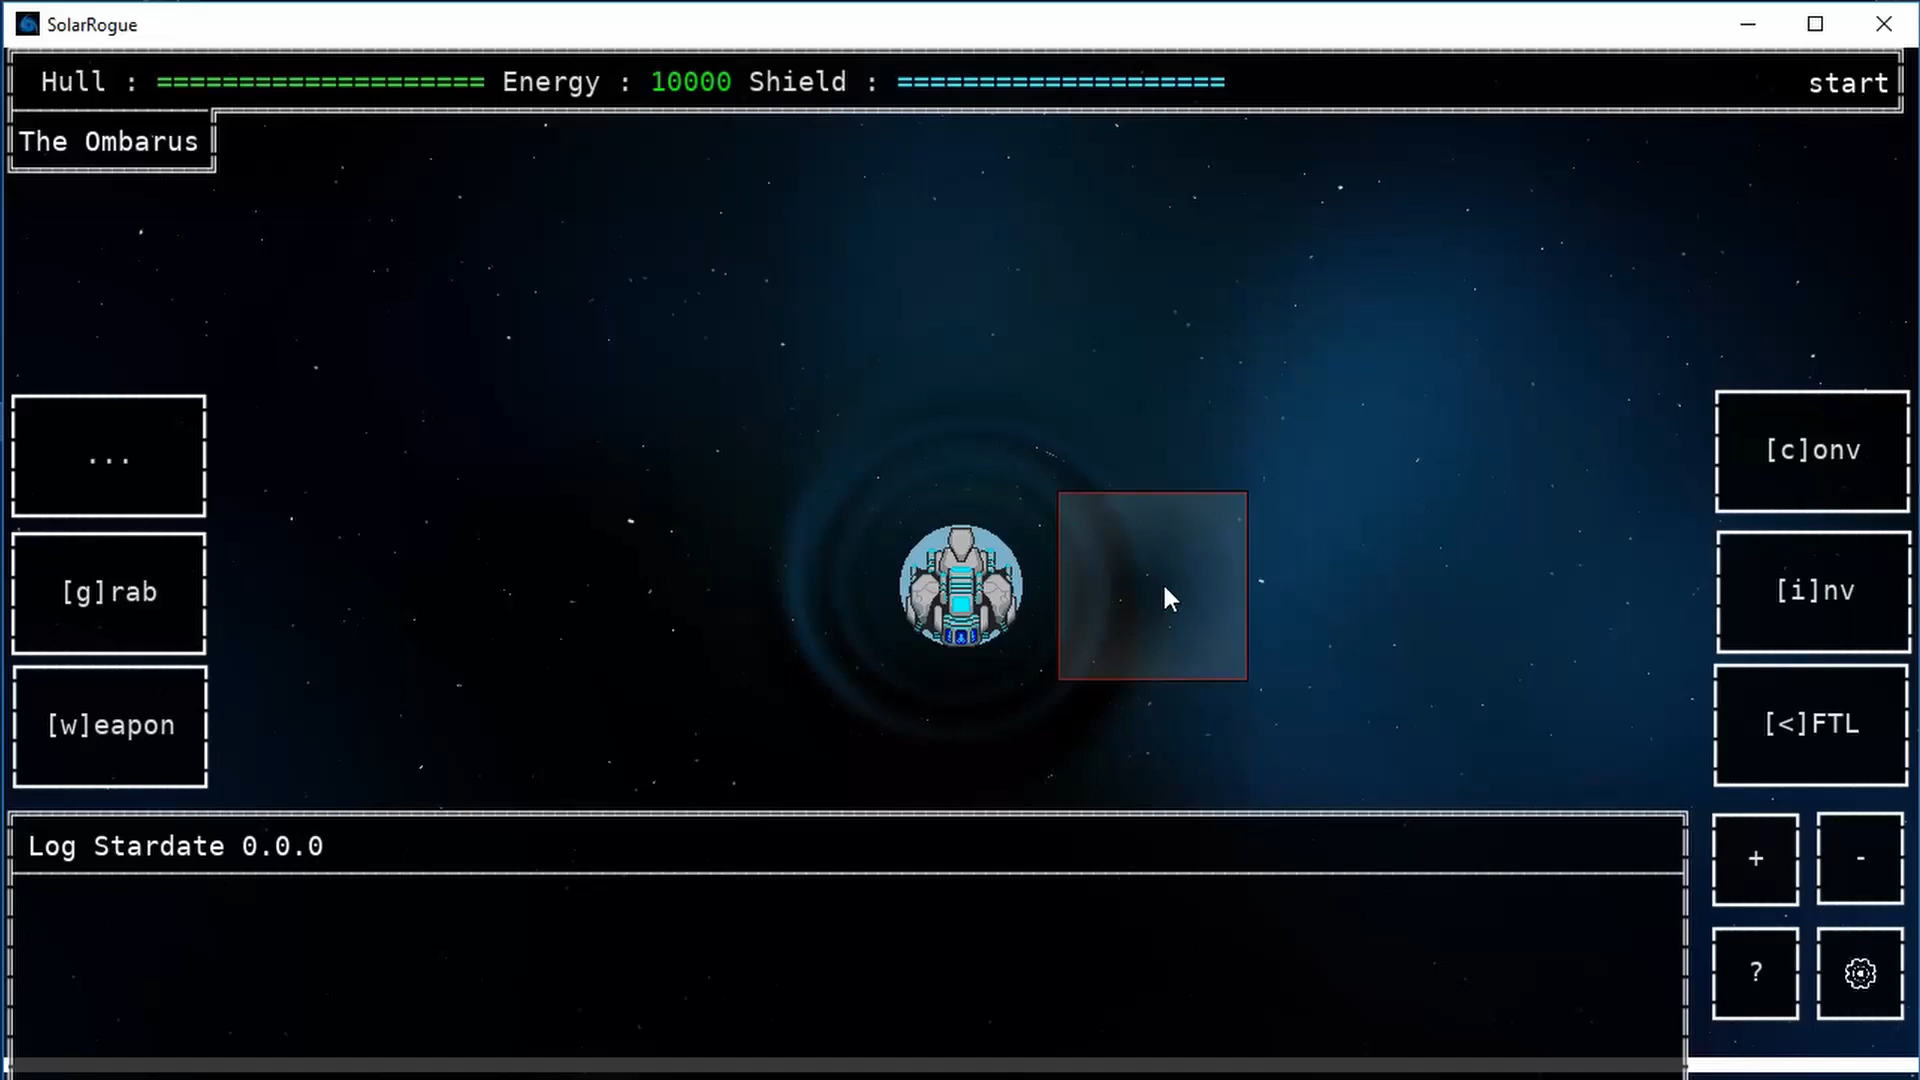 SolarRogue
Hull : ==================== Energy : 10000 Shield : ==================== start
The Ombarus
...
[g]rab
[w]eapon
[c]onv
[i]nv
[<]FTL
Log Stardate 0.0.0
+ -
?